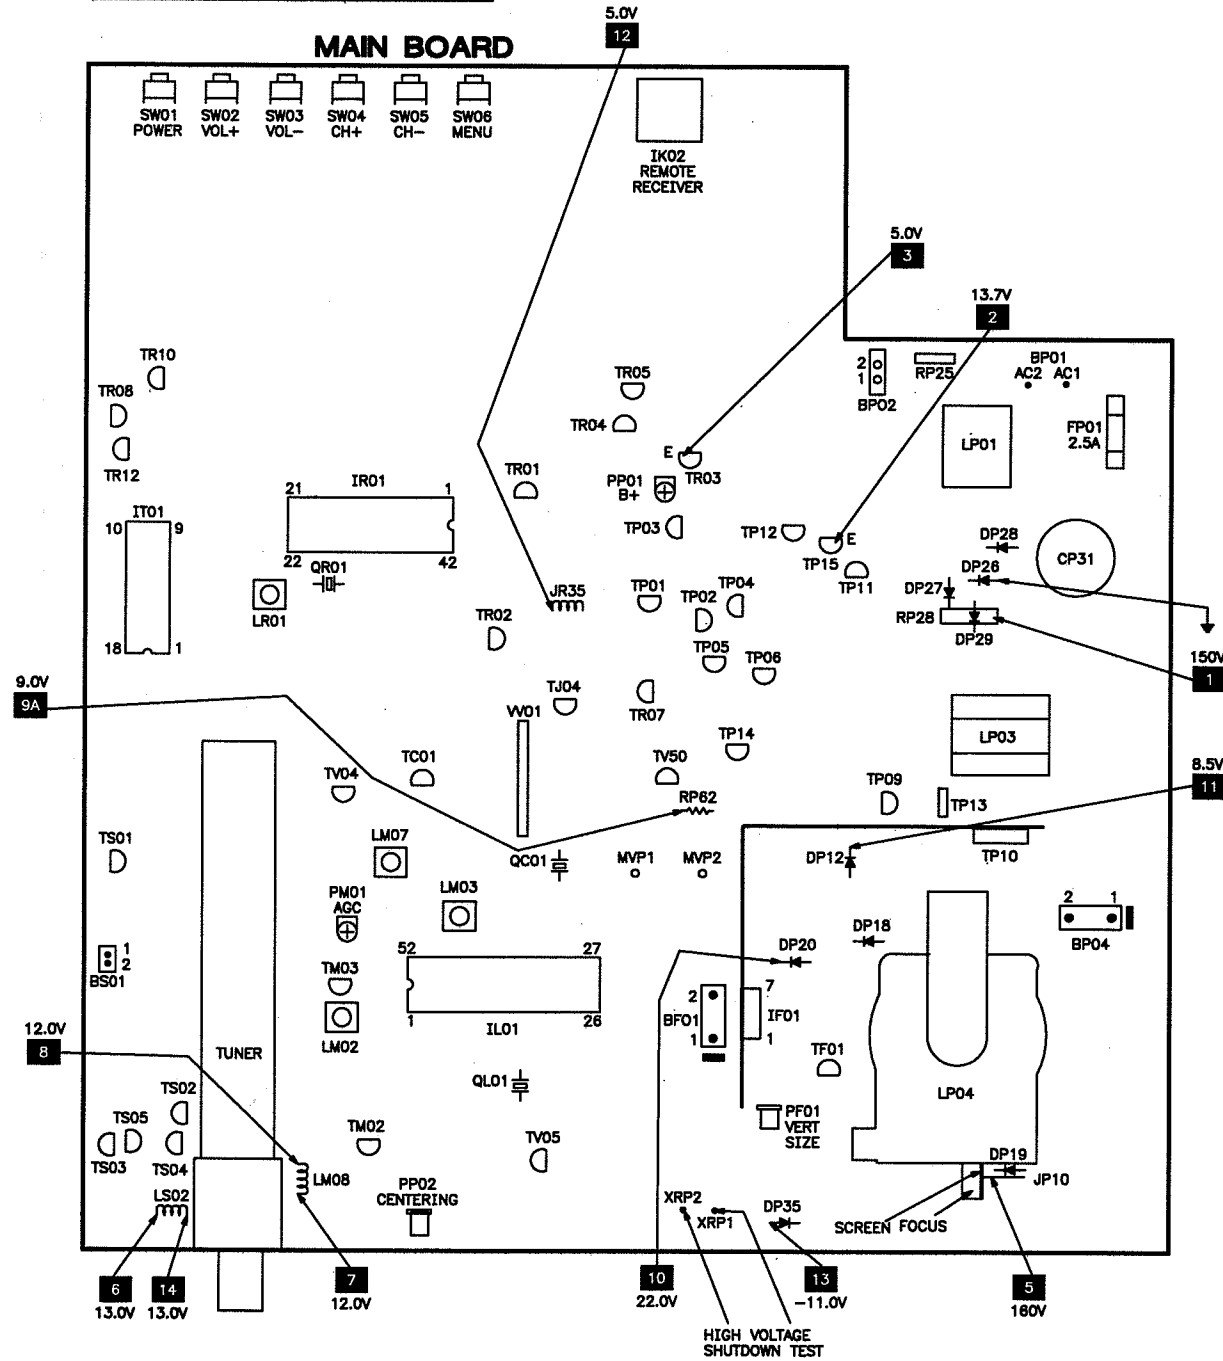 5.0V
12
MAIN BOARD
SW01
POWER
SW02
VOL+
SW03
VOL-
SW04
CH+
SW05
CH-
SW06
MENU
IK02
REMOTE
RECEIVER
5.0V
3
13.7V
2
TR10
TR08
TR12
TR05
TR04
E
TR03
PP01
B+
TP03
2
1
BP02
RP25
BP01
AC2 AC1
LP01
FP01
2.5A
TR01
21
IR01
1
22
42
QR01
LR01
IT01
10
9
18
1
TP12
E
TP15
TP11
DP28
DP26
DP27
RP28
DP29
CP31
JR35
TR02
TP01
TP02
TP04
TP05
TP06
150V
1
9.0V
9A
TJ04
VV01
TR07
TP14
LP03
TV04
TC01
TV50
RP62
TP09
TP13
8.5V
11
TS01
LM07
QC01
MVP1
MVP2
DP12
TP10
PM01
AGC
LM03
2
1
BP04
DP18
DP20
1
2
BS01
TM03
LM02
52
27
1
26
IL01
2
BF01
1
7
IF01
1
12.0V
8
TUNER
QL01
TF01
LP04
TS02
TS05
TS03
TS04
TM02
TV05
PF01
VERT
SIZE
LM08
LS02
PP02
CENTERING
XRP2
XRP1
DP35
DP19
JP10
SCREEN FOCUS
6
13.0V
14
13.0V
7
12.0V
10
22.0V
13
-11.0V
5
160V
HIGH VOLTAGE
SHUTDOWN TEST